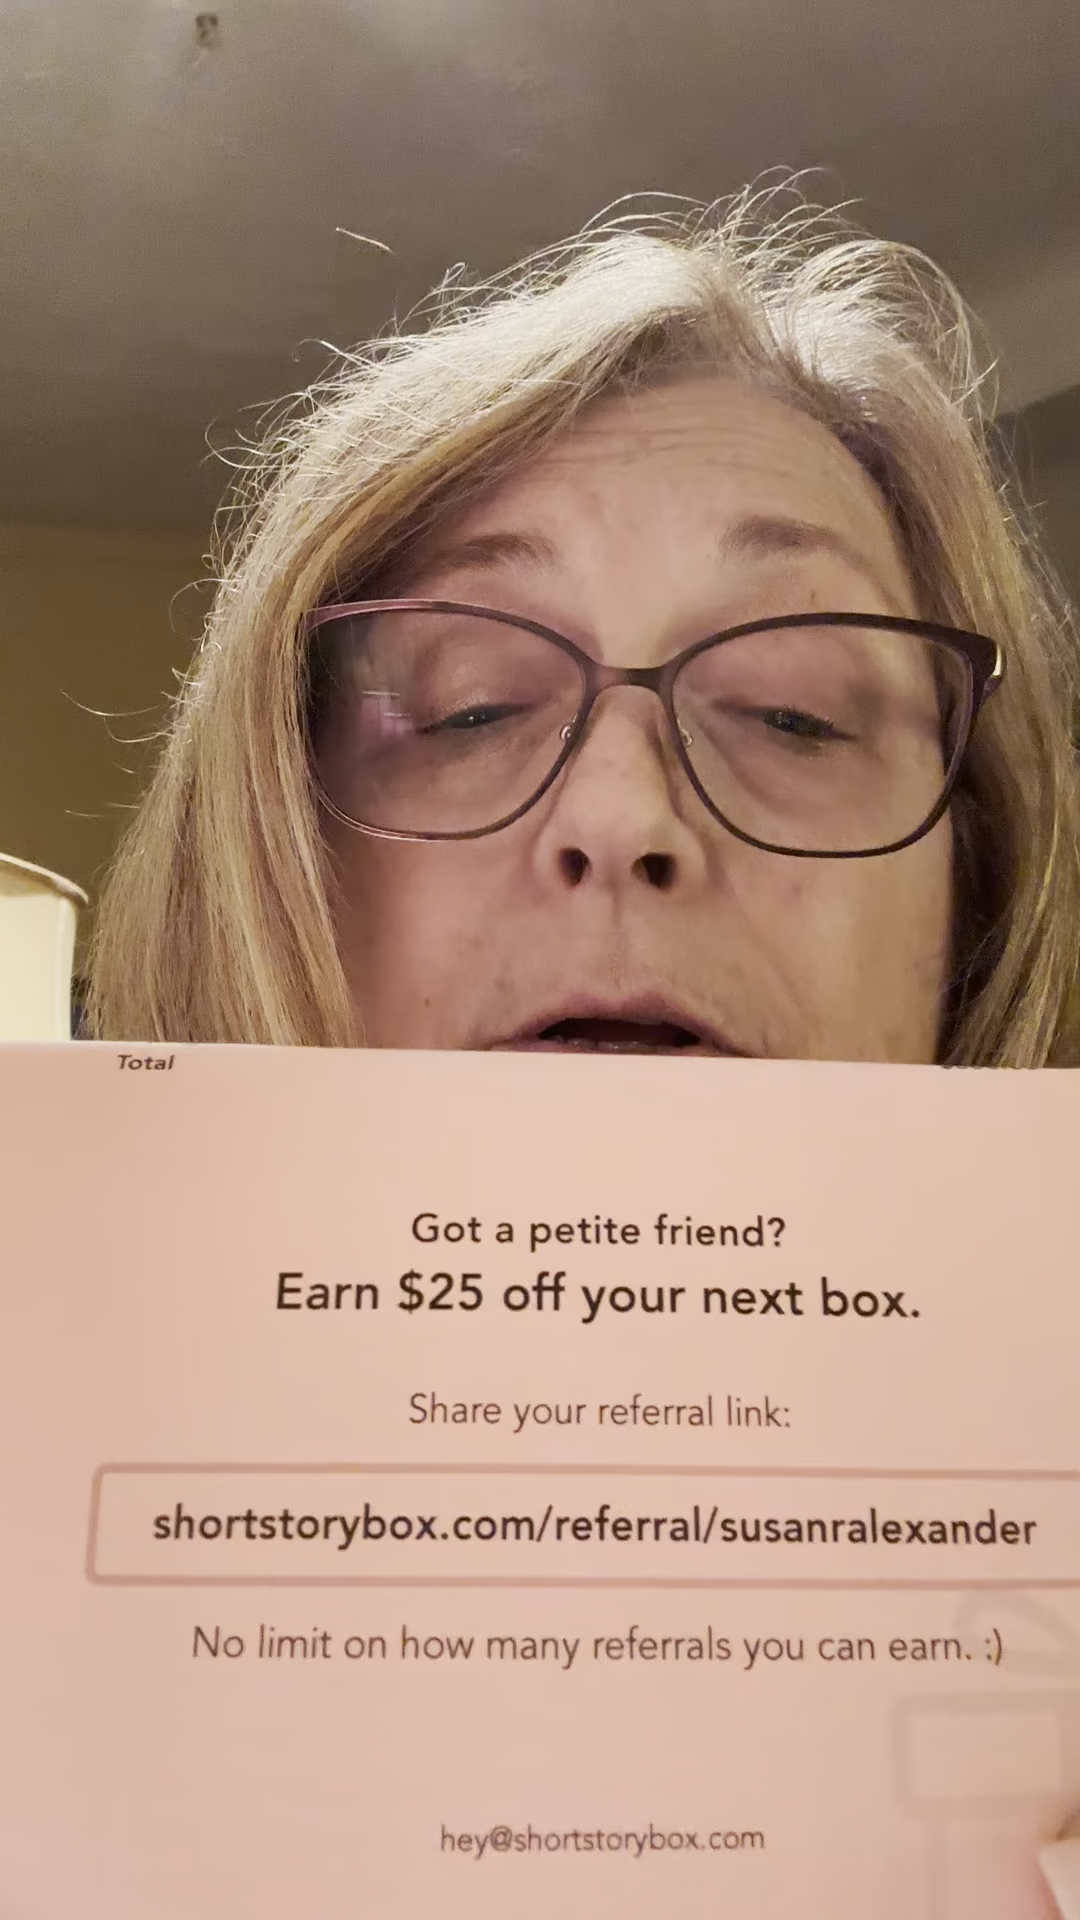 Total
Got a petite friend?
Earn $25 off your next box.
Share your referral link:
shortstorybox.com/referral/susanralexander
No limit on how many referrals you can earn. :)
hey@shortstorybox.com